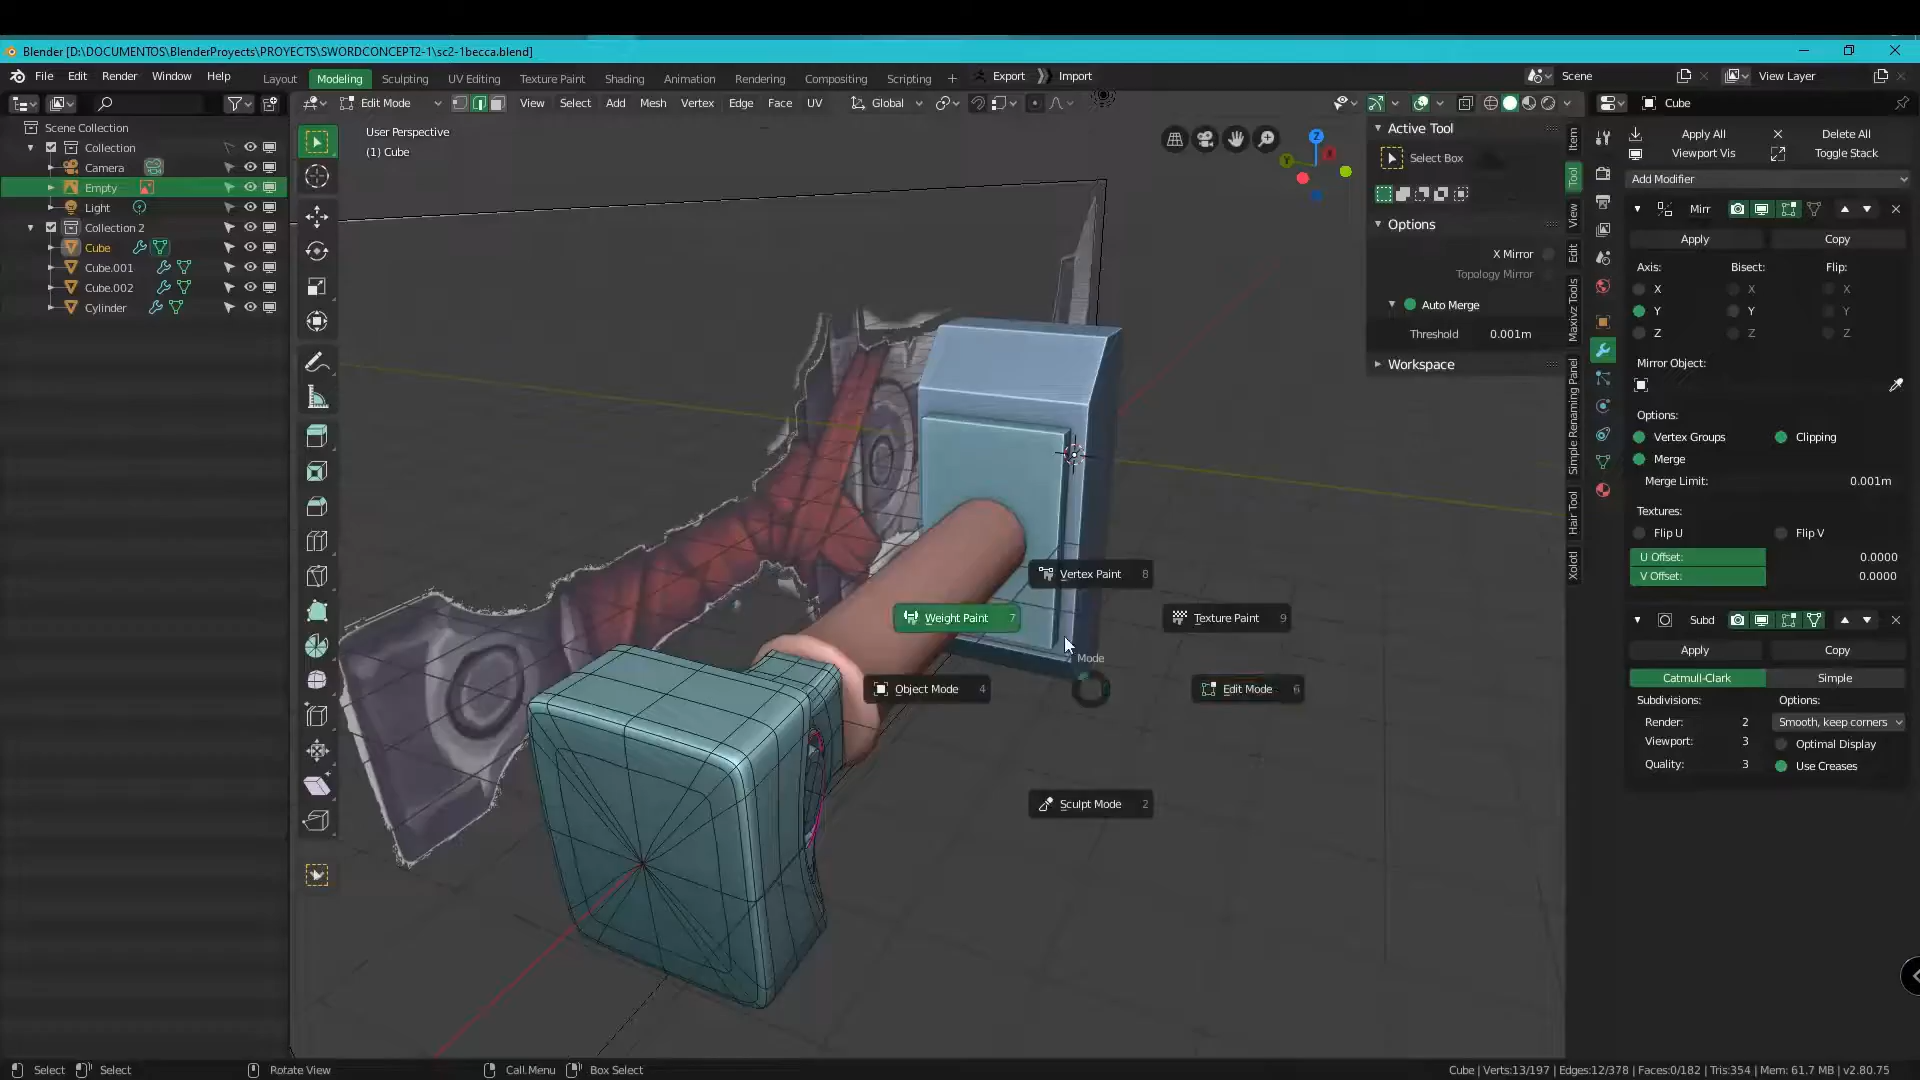 Blender [D:\DOCUMENTOS\BlenderProyects\PROYECTS\SWORDCONCEPT2-1\sc2-1becca.blend]
File Edit Render Window Help Layout Modeling Sculpting UV Editing Texture Paint Shading Animation Rendering Compositing Scripting + Export Import Scene View Layer
Edit Mode View Select Add Mesh Vertex Edge Face UV Global Cube
Scene Collection
Collection
Camera
Empty
Light
Collection 2
Cube
Cube.001
Cube.002
Cylinder
User Perspective
(1) Cube
Z
Y
X
Vertex Paint 8
Weight Paint 7
Texture Paint 9
Mode
Object Mode 4
Edit Mode 6
Sculpt Mode 2
Active Tool
Select Box
Options
X Mirror
Topology Mirror
Auto Merge
Threshold 0.001m
Workspace
Item
Tool
View
Edit
Maxivz Tools
Simple Renaming Panel
Hair Tool
Xolotl
Apply All Delete All
Viewport Vis Toggle Stack
Add Modifier
Mirr
Apply Copy
Axis: Bisect: Flip:
X X X
Y Y Y
Z Z Z
Mirror Object:
Options:
Vertex Groups Clipping
Merge
Merge Limit: 0.001m
Textures:
Flip U Flip V
U Offset: 0.0000
V Offset: 0.0000
Subd
Apply Copy
Catmull-Clark Simple
Subdivisions: Options:
Render: 2 Smooth, keep corners
Viewport: 3 Optimal Display
Quality: 3 Use Creases
Select Select Rotate View Call Menu Box Select Cube | Verts:13/197 | Edges:12/378 | Faces:0/182 | Tris:354 | Mem: 61.7 MB | v2.80.75